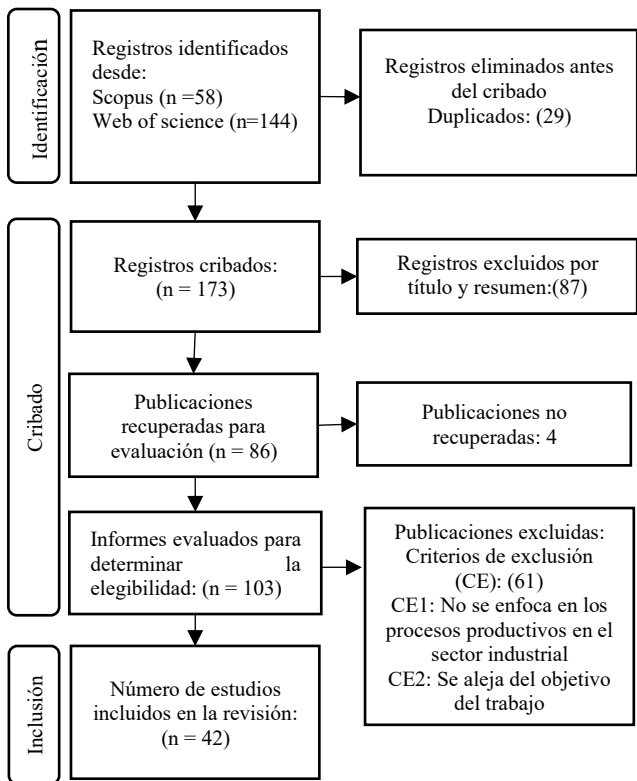 Identificación
Registros identificados
desde:
Scopus (n =58)
Web of science (n=144)
Registros eliminados antes
del cribado
Duplicados: (29)
Cribado
Registros cribados:
(n = 173)
Registros excluidos por
título y resumen:(87)
Publicaciones
recuperadas para
evaluación (n = 86)
Publicaciones no
recuperadas: 4
Informes evaluados para
determinar la
elegibilidad: (n = 103)
Publicaciones excluidas:
Criterios de exclusión
(CE): (61)
CE1: No se enfoca en los
procesos productivos en el
sector industrial
CE2: Se aleja del objetivo
del trabajo
Inclusión
Número de estudios
incluidos en la revisión:
(n = 42)